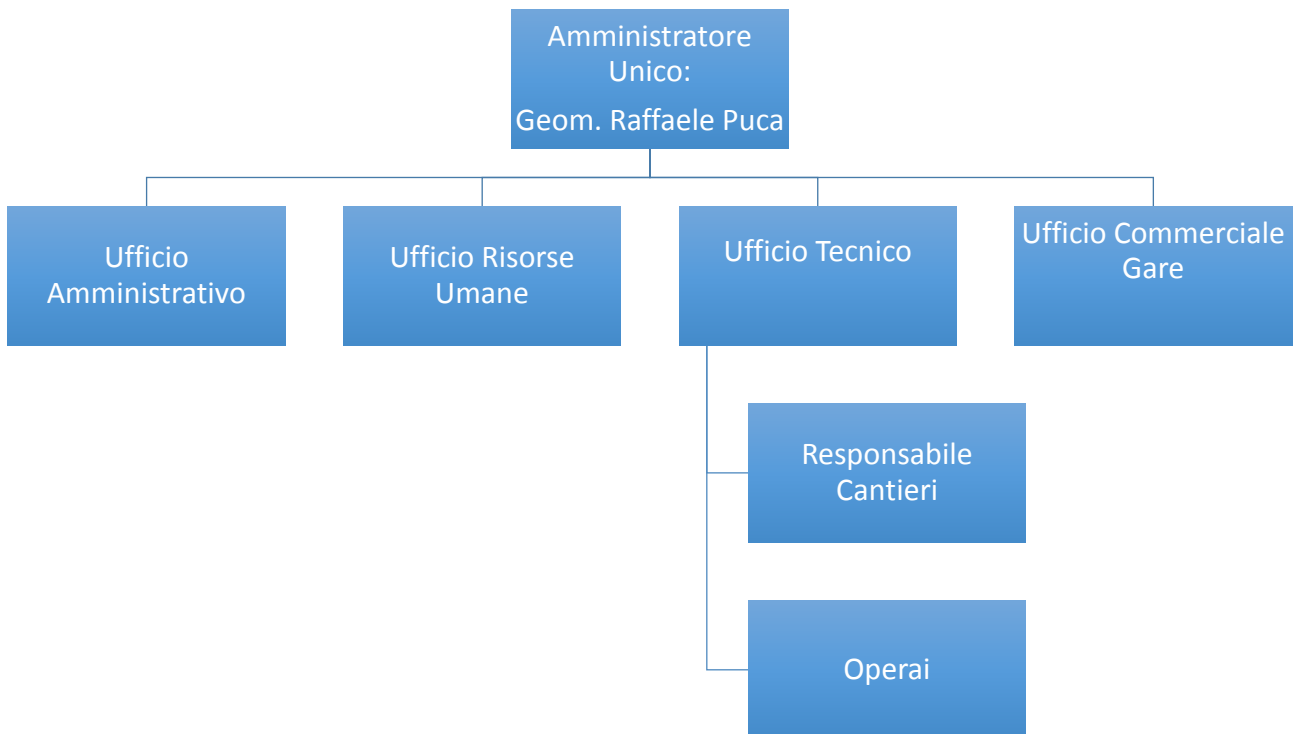 Amministratore
Unico:
Geom. Raffaele Puca
Ufficio
Amministrativo
Ufficio Risorse
Umane
Ufficio Tecnico
Ufficio Commerciale
Gare
Responsabile
Cantieri
Operai